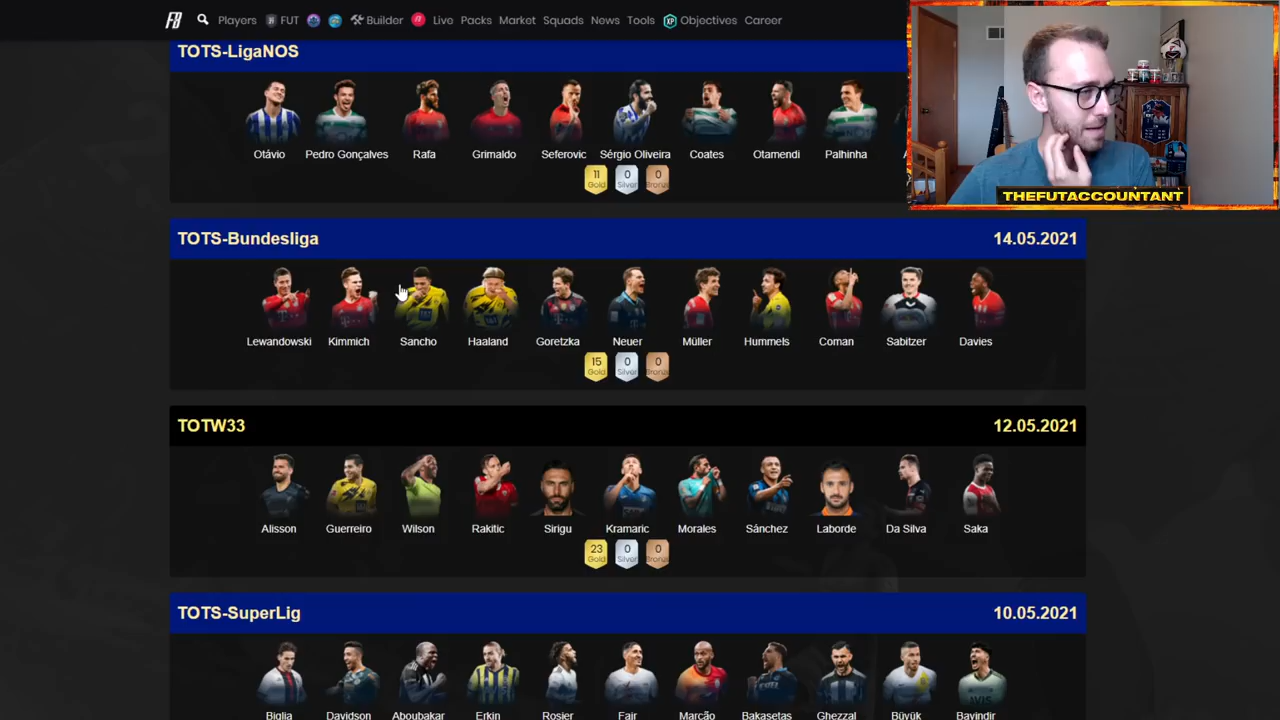 F8 Players FUT Builder Live Packs Market Squads News Tools XP Objectives Career
TOTS-LigaNOS
Otávio Pedro Gonçalves Rafa Grimaldo Seferovic Sérgio Oliveira Coates Otamendi Palhinha
11 0 0
Gold Silver Bronze
THEFUTACCOUNTANT
TOTS-Bundesliga 14.05.2021
Lewandowski Kimmich Sancho Haaland Goretzka Neuer Müller Hummels Coman Sabitzer Davies
15 0 0
Gold Silver Bronze
TOTW33 12.05.2021
Alisson Guerreiro Wilson Rakitic Sirigu Kramaric Morales Sánchez Laborde Da Silva Saka
23 0 0
Gold Silver Bronze
TOTS-SuperLig 10.05.2021
Biglia Davidson Aboubakar Erkin Rosier Fair Marcão Bakasetas Ghezzal Büyük Bayindir